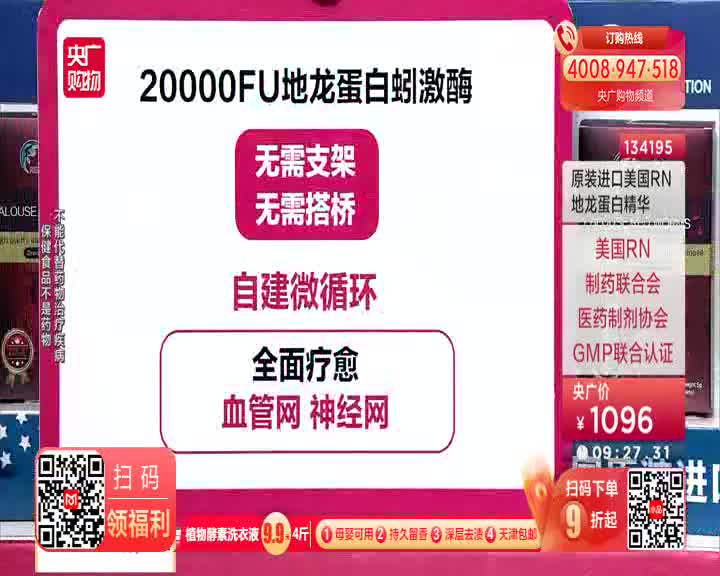 央广
购物
20000FU地龙蛋白蚓激酶
无需支架
无需搭桥
自建微循环
全面疗愈
血管网 神经网
不能代替药物治疗疾病
保健食品不是药物
订购热线
4008·947·518
央广购物频道
TION
134195
原装进口美国RN
地龙蛋白精华
美国RN
制药联合会
医药制剂协会
GMP联合认证
央广价
¥1096
09:27.31
进口
扫码
领福利
植物酵素洗衣液 9.9元4斤
1母婴可用 2持久留香 3深层去渍 4天津包邮
扫码下单
9折起